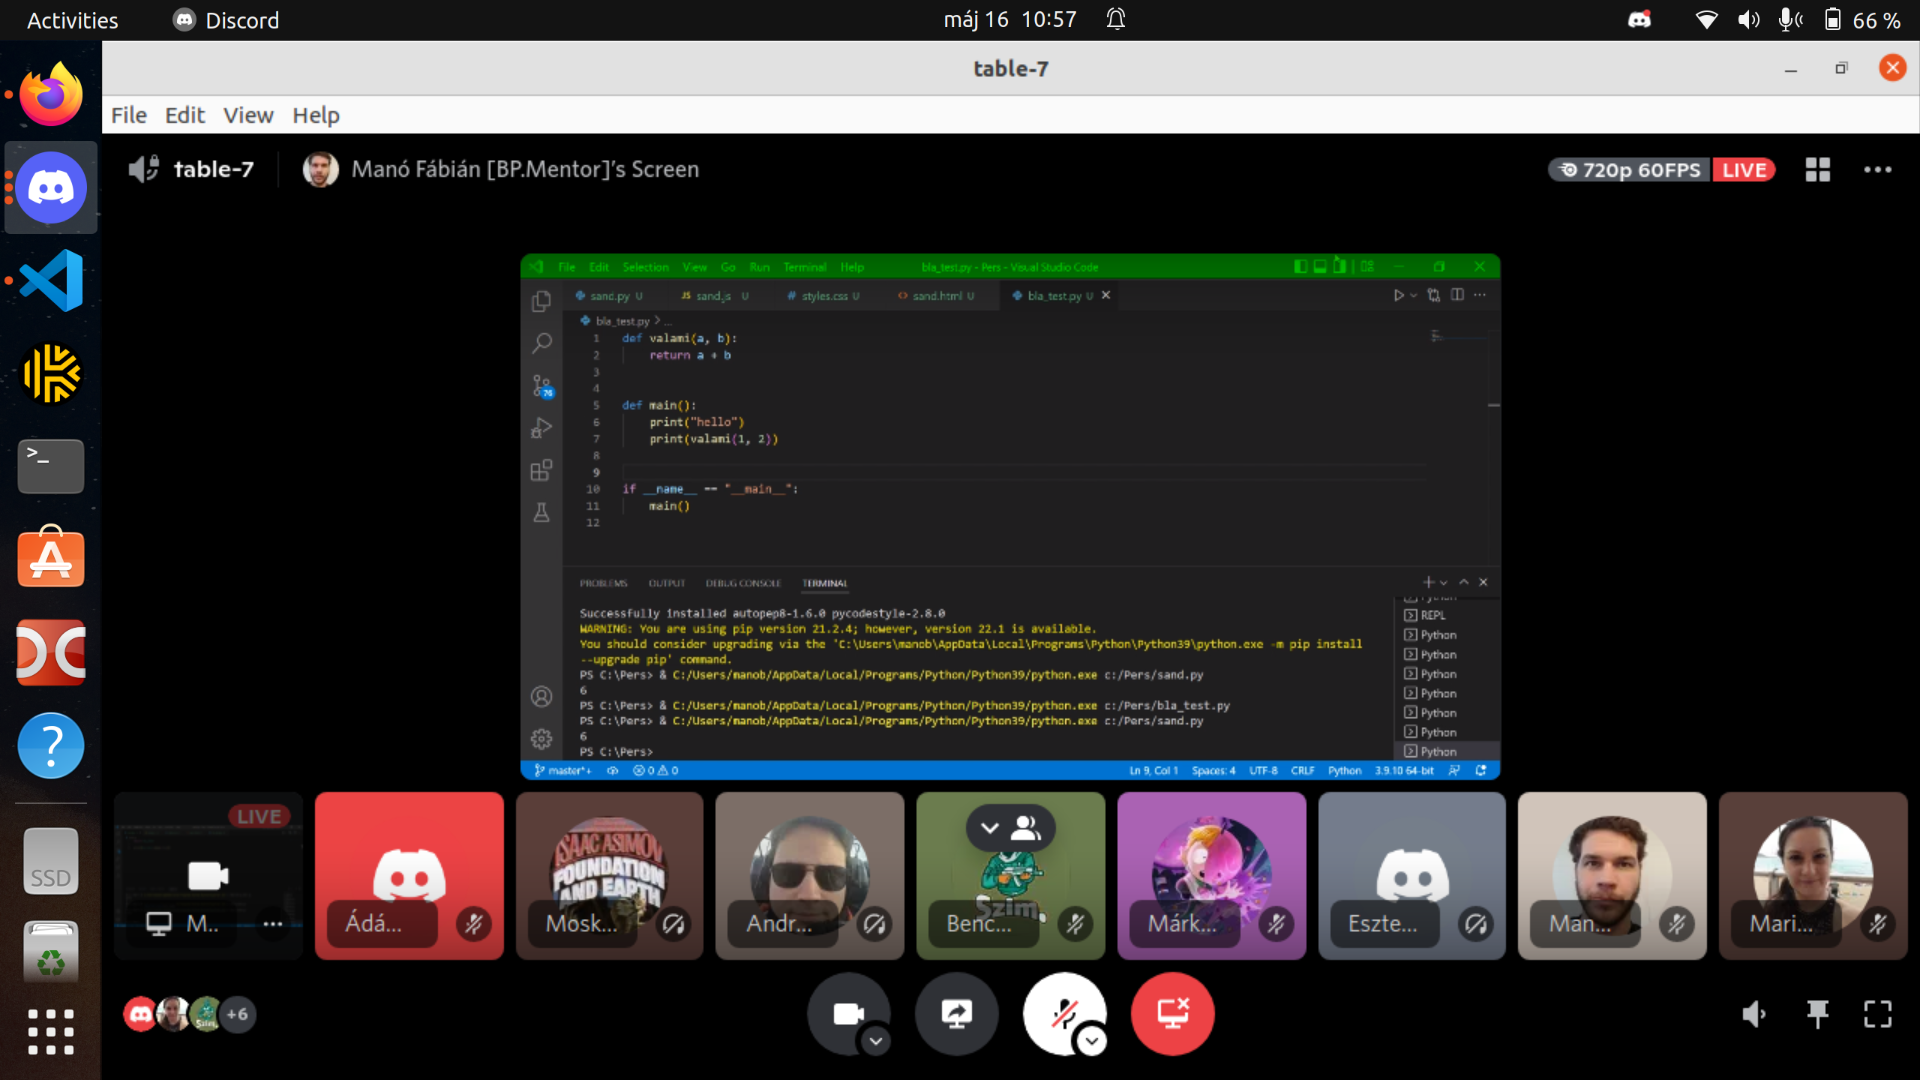 Activities
Discord
máj 16 10:57
66 %
table-7
File Edit View Help
table-7
Manó Fábián [BP.Mentor]'s Screen
720p 60FPS
LIVE
File Edit Selection View Go Run Terminal Help
bla_test.py - Pers - Visual Studio Code
sand.py U
JS sand.js U
# styles.css U
<> sand.html U
bla_test.py U
bla_test.py > ...
1 def valami(a, b):
2 return a + b
3
4
5 def main():
6 print("hello")
7 print(valami(1, 2))
8
9
10 if __name__ == "__main__":
11 main()
12
76
PROBLEMS OUTPUT DEBUG CONSOLE TERMINAL
Successfully installed autopep8-1.6.0 pycodestyle-2.8.0
WARNING: You are using pip version 21.2.4; however, version 22.1 is available.
You should consider upgrading via the 'C:\Users\manob\AppData\Local\Programs\Python\Python39\python.exe -m pip install
--upgrade pip' command.
PS C:\Pers> & C:/Users/manob/AppData/Local/Programs/Python/Python39/python.exe c:/Pers/sand.py
6
PS C:\Pers> & C:/Users/manob/AppData/Local/Programs/Python/Python39/python.exe c:/Pers/bla_test.py
PS C:\Pers> & C:/Users/manob/AppData/Local/Programs/Python/Python39/python.exe c:/Pers/sand.py
6
PS C:\Pers>
REPL
Python
Python
Python
Python
Python
Python
Python
master*+
0
0
Ln 9, Col 1
Spaces: 4
UTF-8
CRLF
Python
3.9.10 64-bit
LIVE
M..
Ádá...
ISAAC ASIMOV
FOUNDATION
AND EARTH
Mosk...
Andr...
Szim.
Benc...
Márk...
Eszte...
Man...
Mari...
+6
SSD